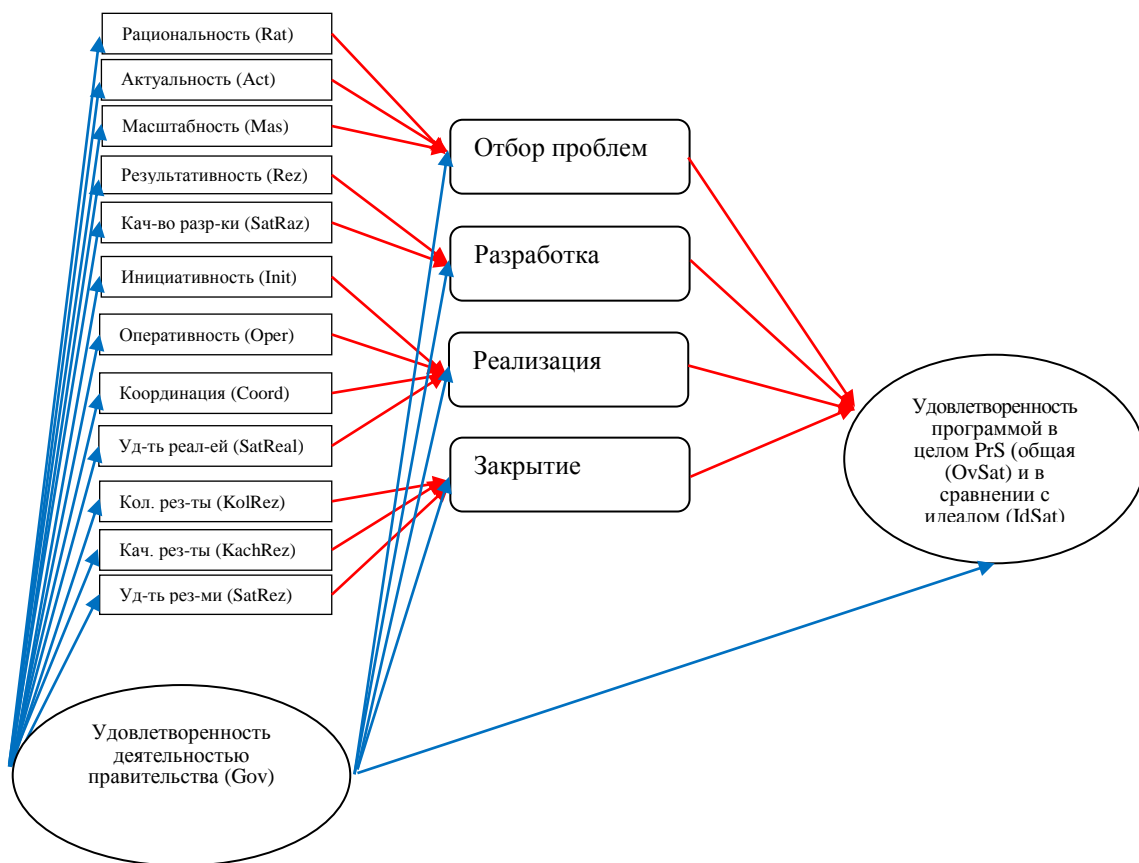 Рациональность (Rat)
Актуальность (Act)
Масштабность (Mas)
Результативность (Rez)
Кач-во разр-ки (SatRaz)
Инициативность (Init)
Оперативность (Oper)
Координация (Coord)
Уд-ть реал-ей (SatReal)
Кол. рез-ты (KolRez)
Кач. рез-ты (KachRez)
Уд-ть рез-ми (SatRez)
Отбор проблем
Разработка
Реализация
Закрытие
Удовлетворенность
программой в
целом PrS (общая
(OvSat) и в
сравнении с
идеалом (IdSat)
Удовлетворенность
деятельностью
правительства (Gov)